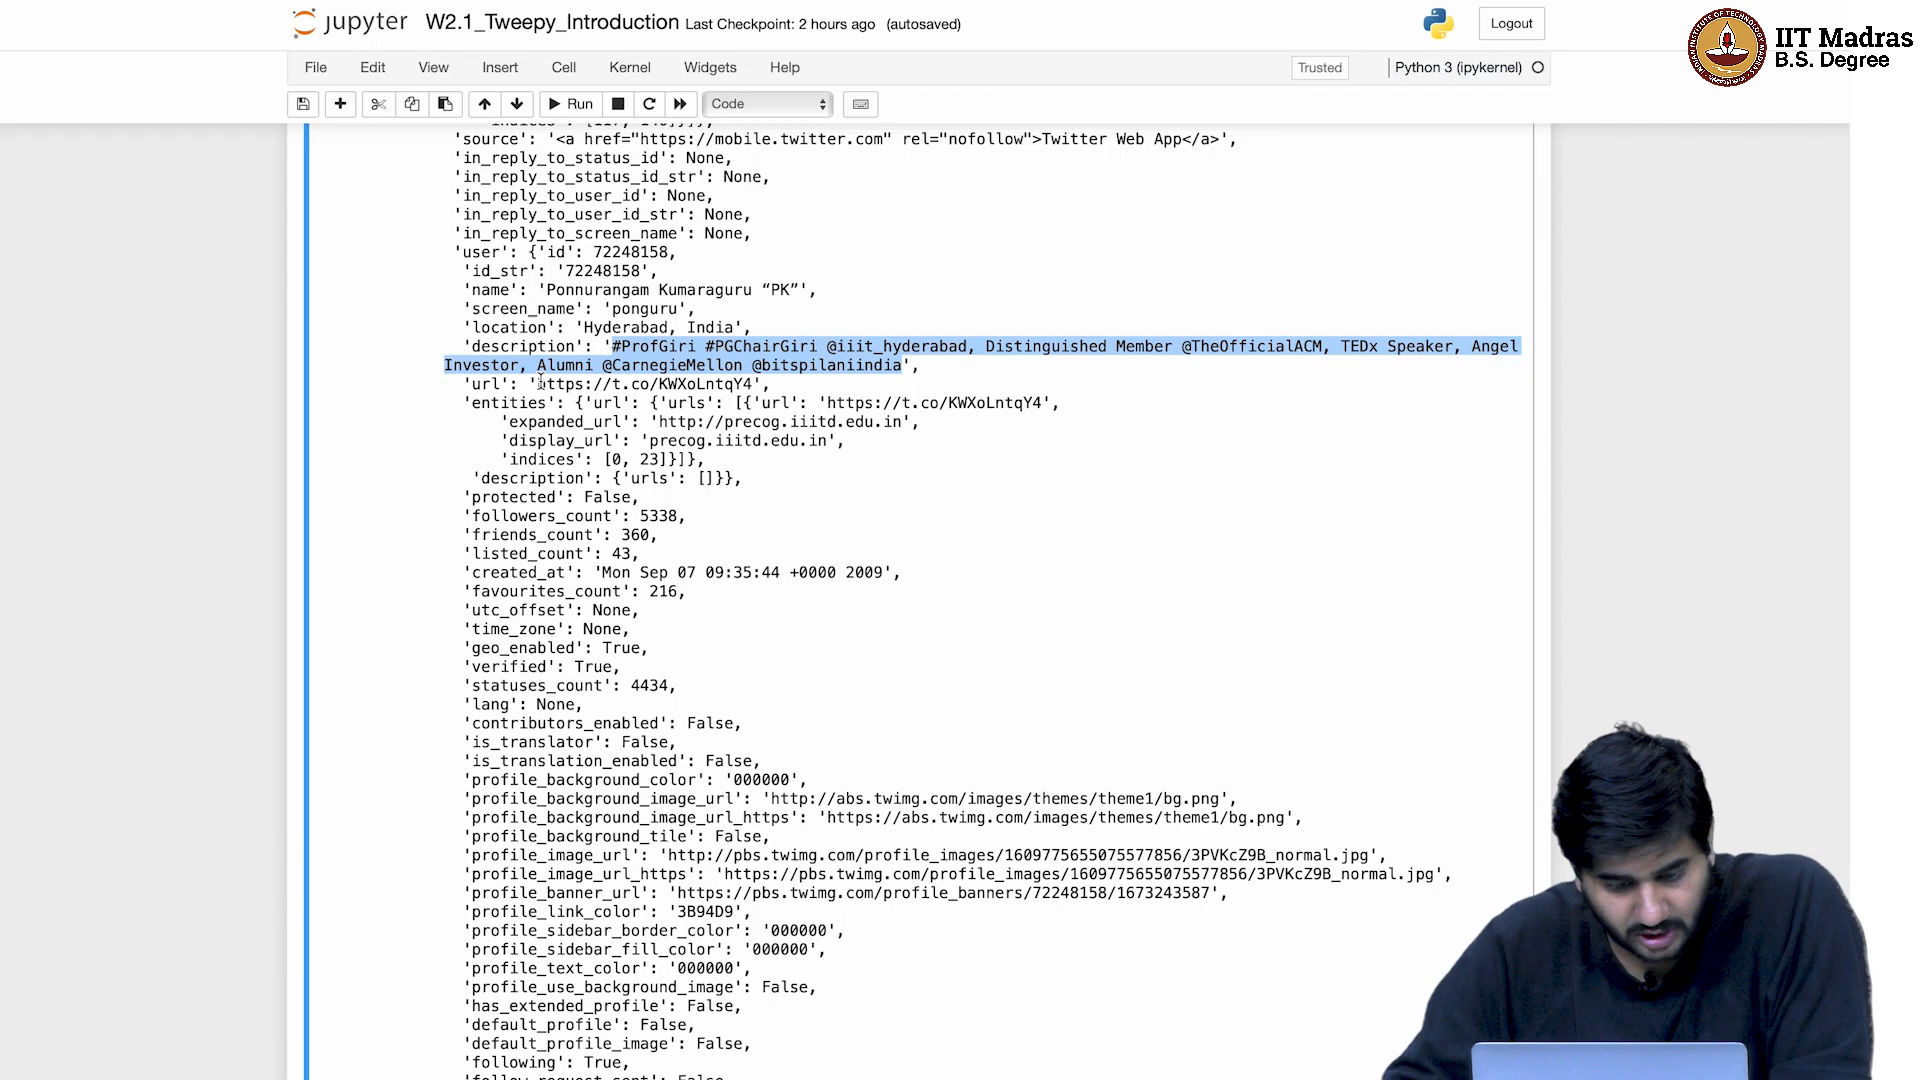 jupyter W2.1_Tweepy_Introduction Last Checkpoint: 2 hours ago (autosaved)
Logout
IIT Madras
B.S. Degree
File Edit View Insert Cell Kernel Widgets Help
Trusted
Python 3 (ipykernel)
Run
Code
'source': '<a href="https://mobile.twitter.com" rel="nofollow">Twitter Web App</a>',
'in_reply_to_status_id': None,
'in_reply_to_status_id_str': None,
'in_reply_to_user_id': None,
'in_reply_to_user_id_str': None,
'in_reply_to_screen_name': None,
'user': {'id': 72248158,
'id_str': '72248158',
'name': 'Ponnurangam Kumaraguru “PK”',
'screen_name': 'ponguru',
'location': 'Hyderabad, India',
'description': '#ProfGiri #PGChairGiri @iiit_hyderabad, Distinguished Member @TheOfficialACM, TEDx Speaker, Angel
Investor, Alumni @CarnegieMellon @bitspilaniindia',
'url': 'https://t.co/KWXoLntqY4',
'entities': {'url': {'urls': [{'url': 'https://t.co/KWXoLntqY4',
'expanded_url': 'http://precog.iiitd.edu.in',
'display_url': 'precog.iiitd.edu.in',
'indices': [0, 23]}]},
'description': {'urls': []}},
'protected': False,
'followers_count': 5338,
'friends_count': 360,
'listed_count': 43,
'created_at': 'Mon Sep 07 09:35:44 +0000 2009',
'favourites_count': 216,
'utc_offset': None,
'time_zone': None,
'geo_enabled': True,
'verified': True,
'statuses_count': 4434,
'lang': None,
'contributors_enabled': False,
'is_translator': False,
'is_translation_enabled': False,
'profile_background_color': '000000',
'profile_background_image_url': 'http://abs.twimg.com/images/themes/theme1/bg.png',
'profile_background_image_url_https': 'https://abs.twimg.com/images/themes/theme1/bg.png',
'profile_background_tile': False,
'profile_image_url': 'http://pbs.twimg.com/profile_images/1609775655075577856/3PVKcZ9B_normal.jpg',
'profile_image_url_https': 'https://pbs.twimg.com/profile_images/1609775655075577856/3PVKcZ9B_normal.jpg',
'profile_banner_url': 'https://pbs.twimg.com/profile_banners/72248158/1673243587',
'profile_link_color': '3B94D9',
'profile_sidebar_border_color': '000000',
'profile_sidebar_fill_color': '000000',
'profile_text_color': '000000',
'profile_use_background_image': False,
'has_extended_profile': False,
'default_profile': False,
'default_profile_image': False,
'following': True,